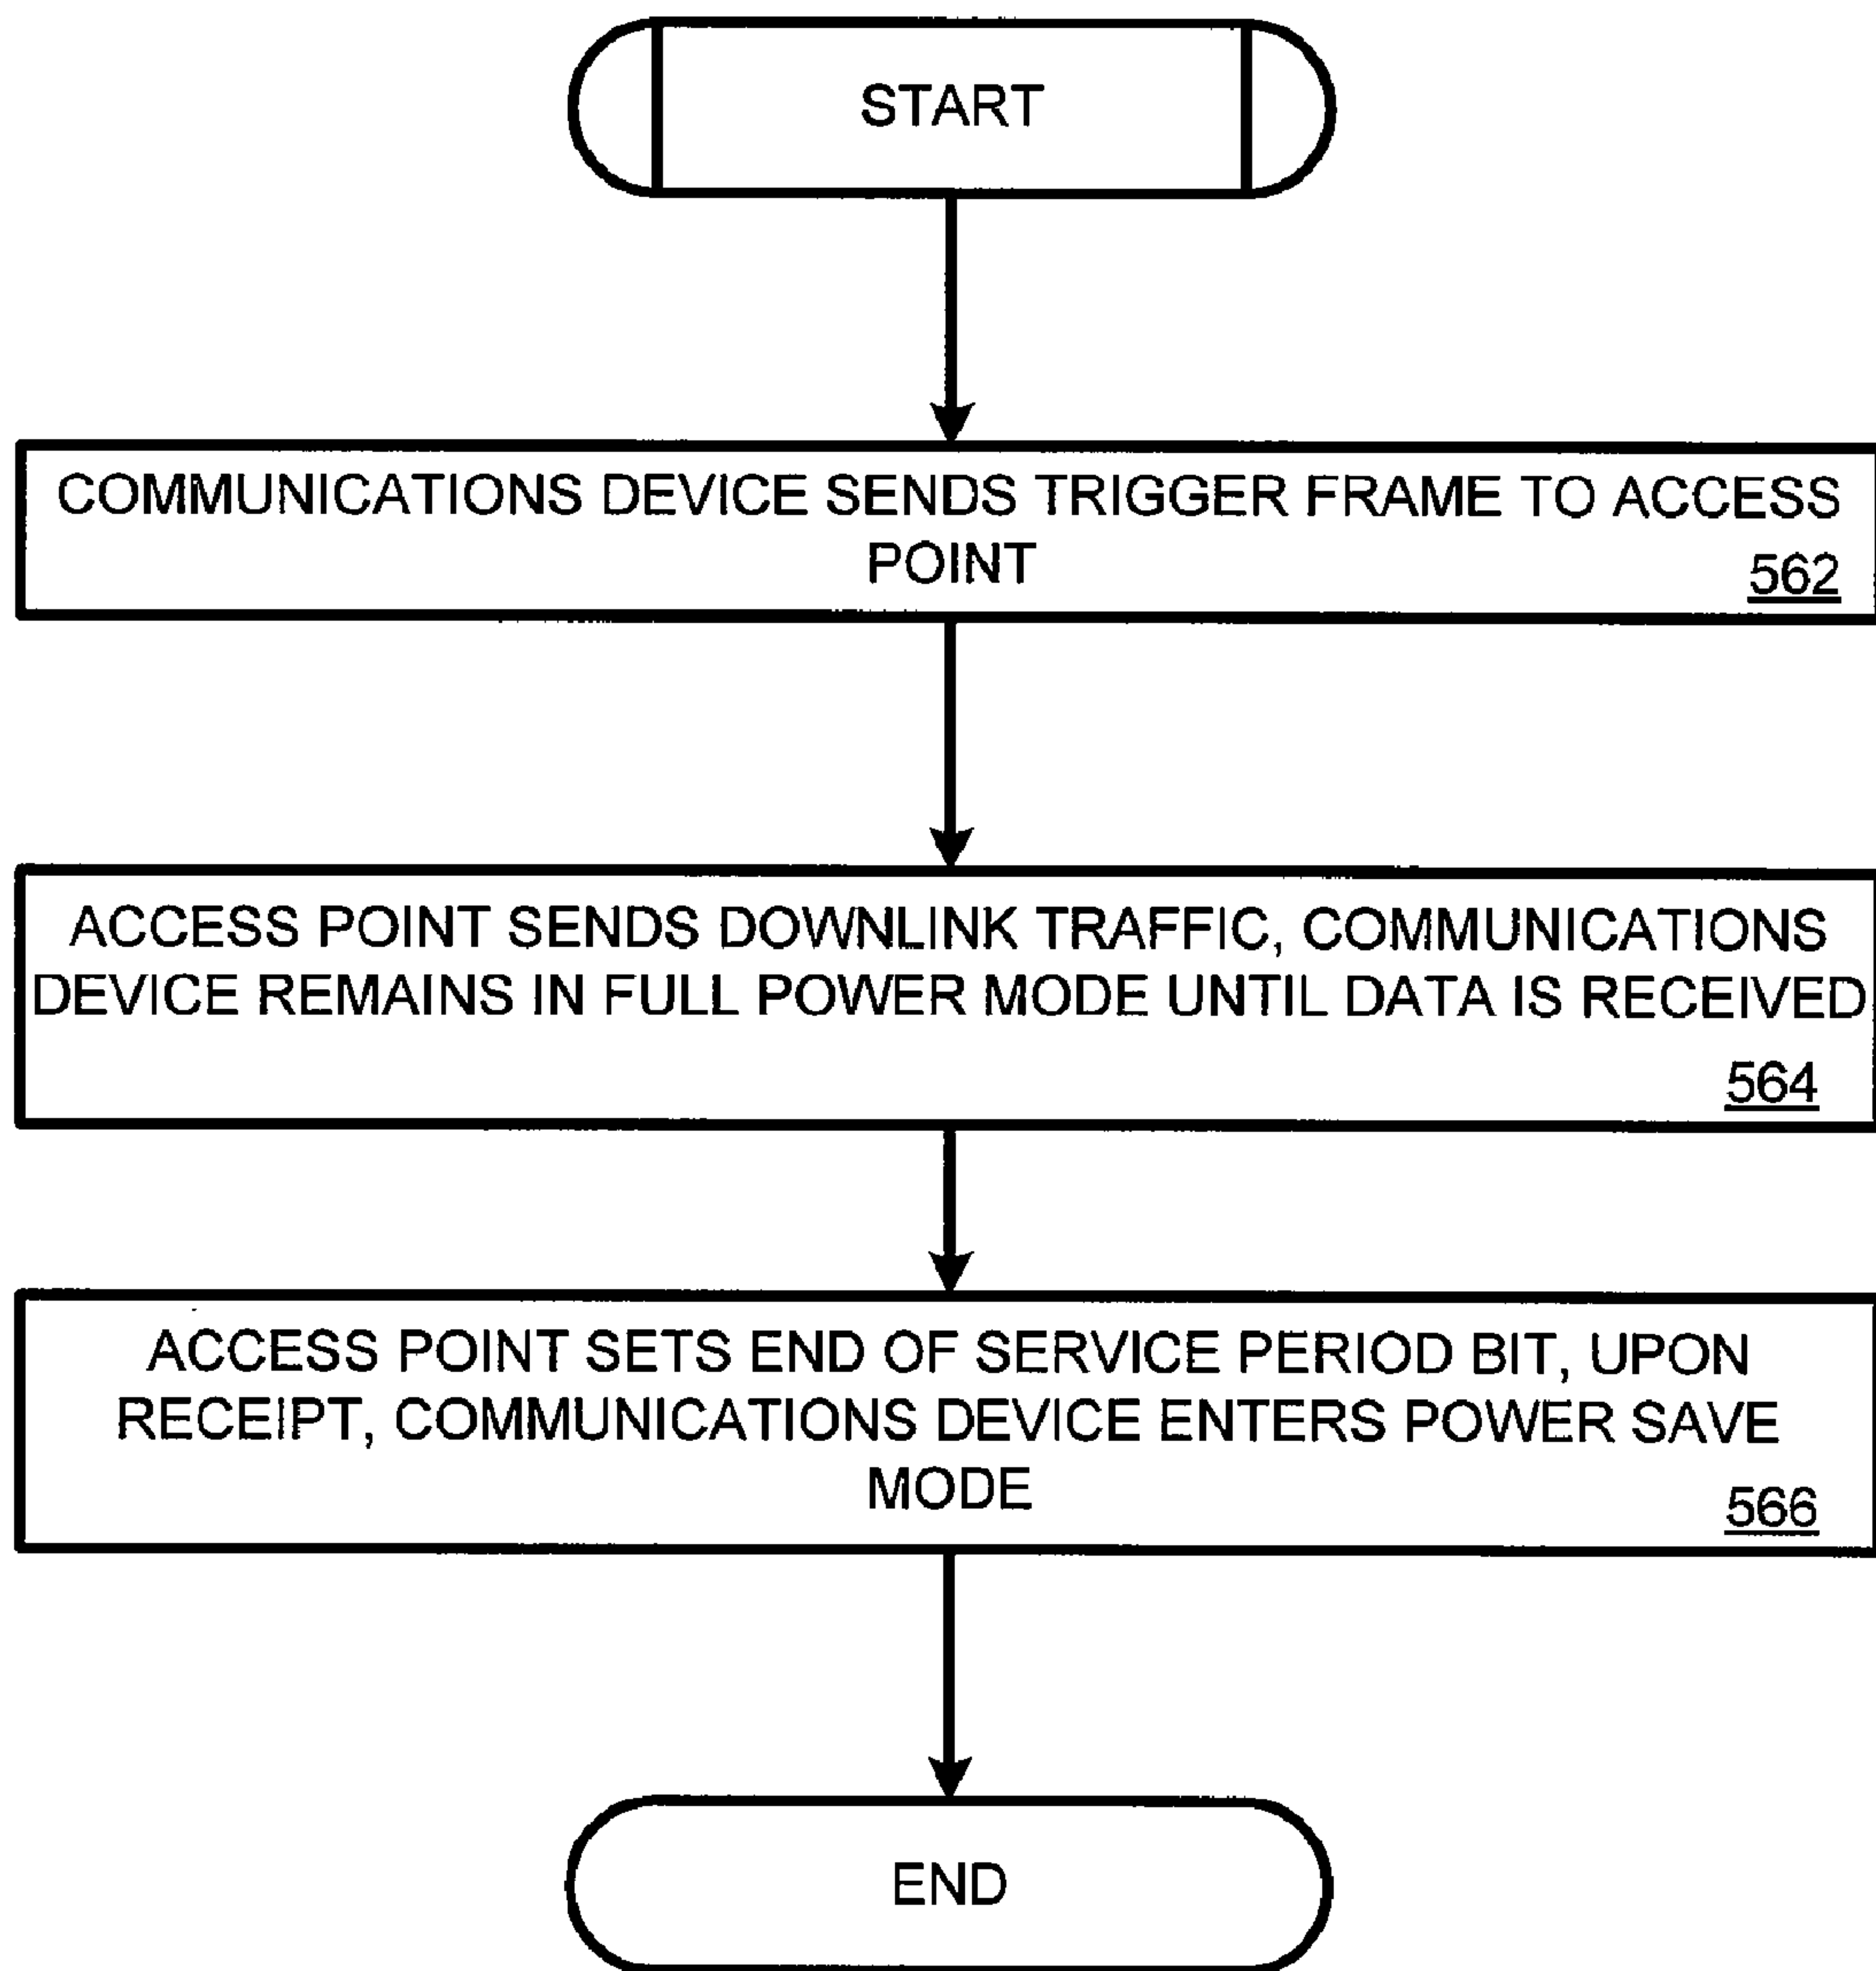 START
COMMUNICATIONS DEVICE SENDS TRIGGER FRAME TO ACCESS
POINT
562
ACCESS POINT SENDS DOWNLINK TRAFFIC, COMMUNICATIONS
DEVICE REMAINS IN FULL POWER MODE UNTIL DATA IS RECEIVED
564
ACCESS POINT SETS END OF SERVICE PERIOD BIT, UPON
RECEIPT, COMMUNICATIONS DEVICE ENTERS POWER SAVE
MODE
566
END